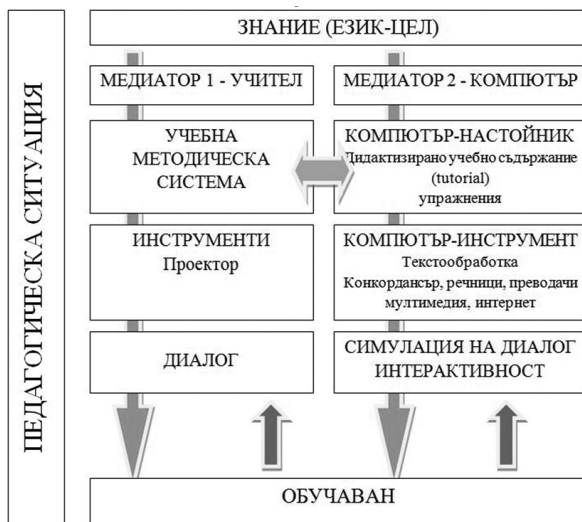 ПЕДАГОГИЧЕСКА СИТУАЦИЯ
ЗНАНИЕ (ЕЗИК-ЦЕЛ)
МЕДИАТОР 1 - УЧИТЕЛ
МЕДИАТОР 2 - КОМПЮТЪР
УЧЕБНА
МЕТОДИЧЕСКА
СИСТЕМА
КОМПЮТЪР-НАСТОЙНИК
Дидактизирано учебно съдържание
(tutorial)
упражнения
ИНСТРУМЕНТИ
Проектор
КОМПЮТЪР-ИНСТРУМЕНТ
Текстообработка
Конкордансър, речници, преводачи
мултимедия, интернет
ДИАЛОГ
СИМУЛАЦИЯ НА ДИАЛОГ
ИНТЕРАКТИВНОСТ
ОБУЧАВАН